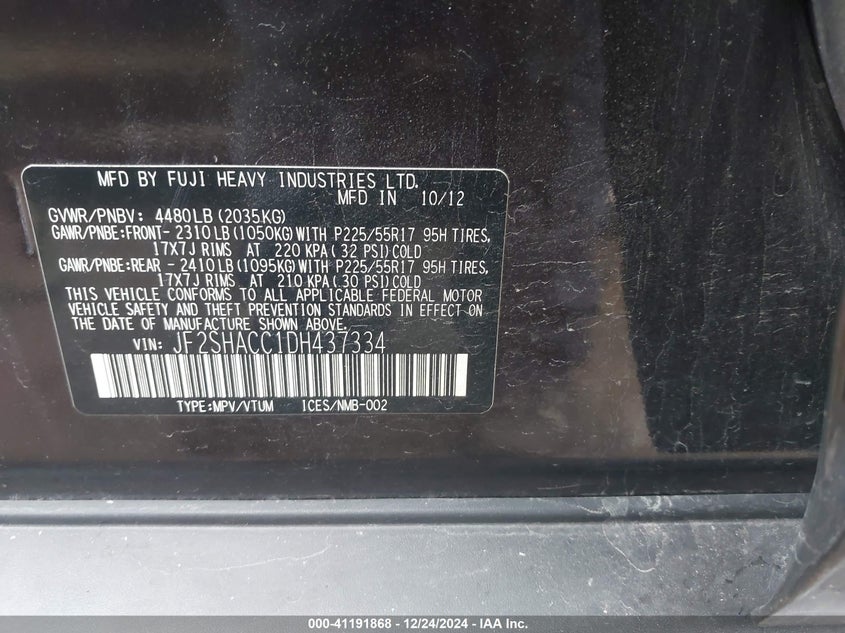 MFD BY FUJI HEAVY INDUSTRIES LTD.
MFD IN 10/12
GVWR/PNBV: 4480LB(2035KG)
GAWR/PNBE:FRONT-2310LB(1050KG)WITH P225/55R17 95H TIRES,
17X7J RIMS AT 220 KPA(32 PSI)COLD
GAWR/PNBE:REAR -2410LB(1095KG)WITH P225/55R17 95H TIRES,
17X7J RIMS AT 210 KPA(30 PSI)COLD
THIS VEHICLE CONFORMS TO ALL APPLICABLE FEDERAL MOTOR
VEHICLE SAFETY AND THEFT PREVENTION STANDARDS IN EFFECT ON
THE DATE OF MANUFACTURE SHOWN ABOVE.
VIN: JF2SHACC1DH437334
TYPE:MPV/VTUM ICES/NMB-002
000-41191868 - 12/24/2024 - IAA Inc.